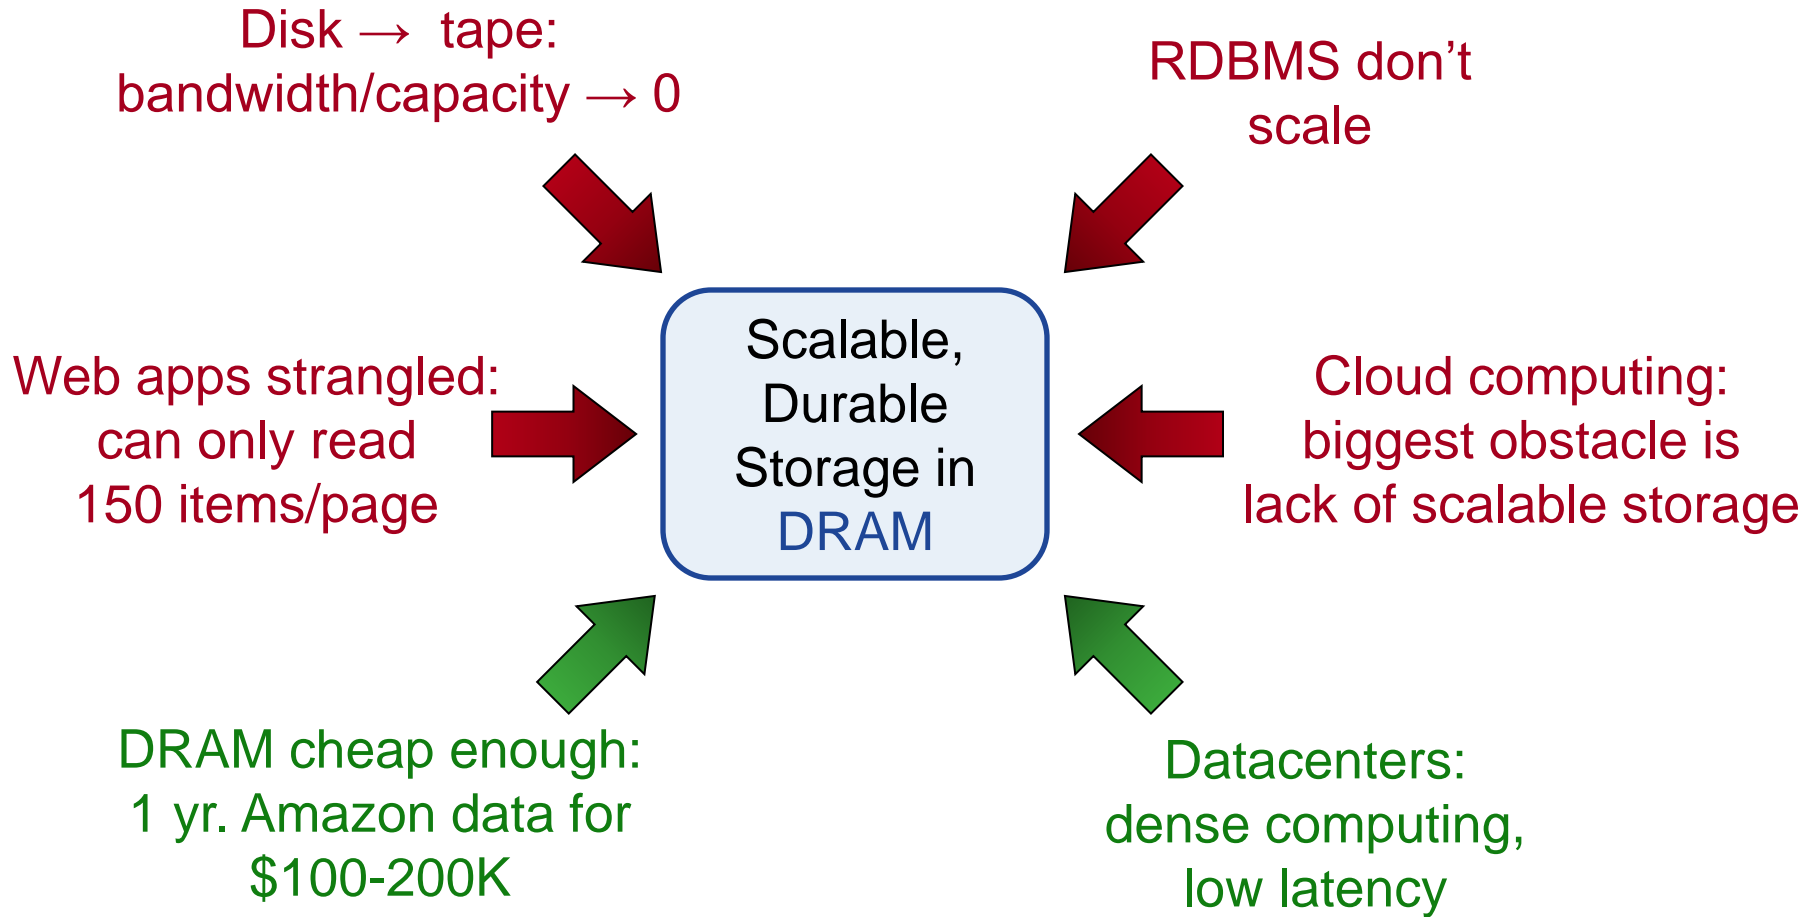 Disk → tape:
bandwidth/capacity → 0
RDBMS don’t
scale
Web apps strangled:
can only read
150 items/page
Scalable,
Durable
Storage in
DRAM
Cloud computing:
biggest obstacle is
lack of scalable storage
DRAM cheap enough:
1 yr. Amazon data for
$100-200K
Datacenters:
dense computing,
low latency